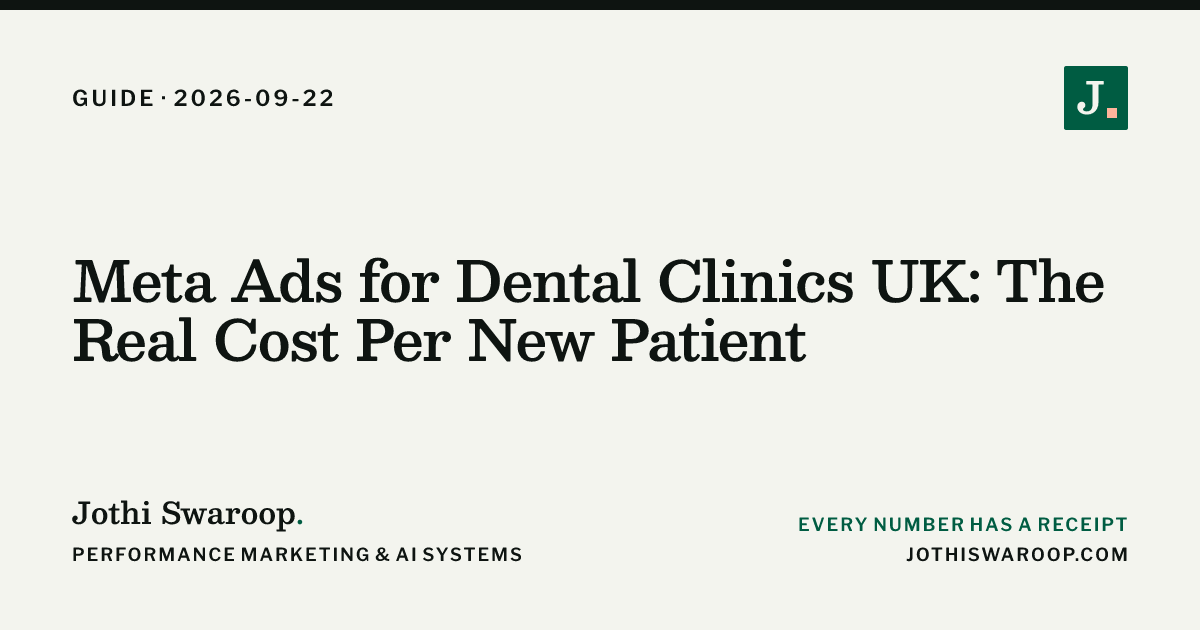 GUIDE · 2026-09-22
J.
Meta Ads for Dental Clinics UK: The
Real Cost Per New Patient
Jothi Swaroop.
PERFORMANCE MARKETING & AI SYSTEMS
EVERY NUMBER HAS A RECEIPT
JOTHISWAROOP.COM